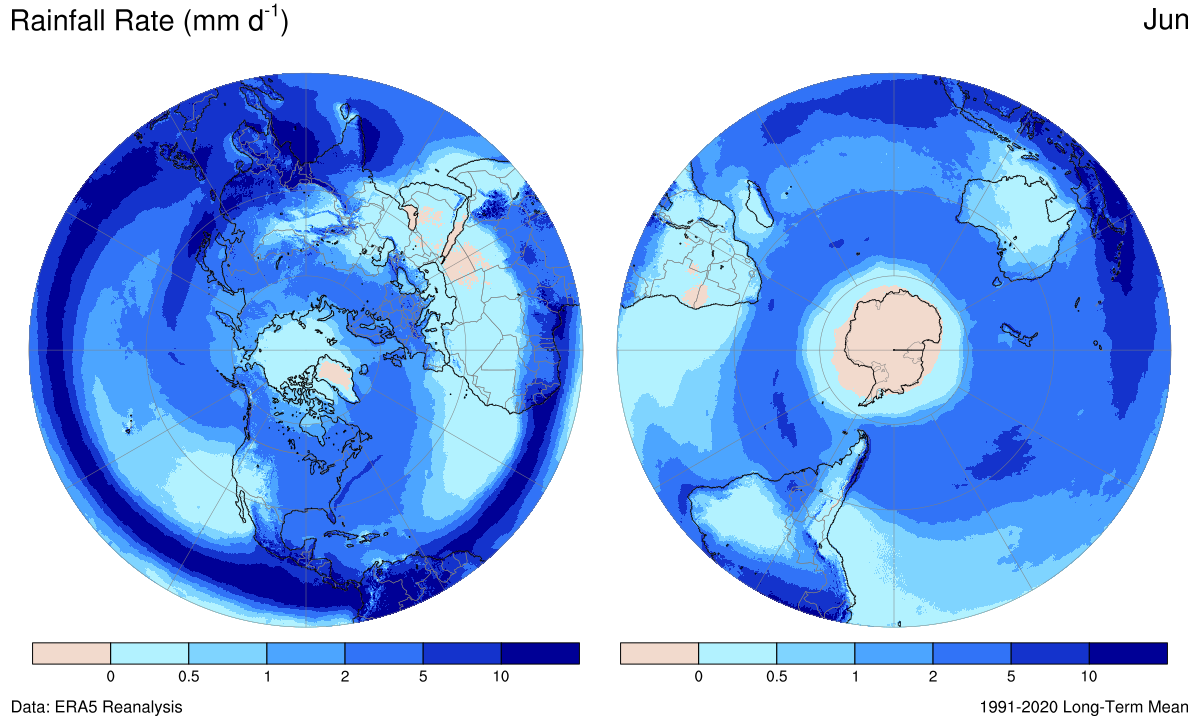 Rainfall Rate (mm d-1)
Jun
0 0.5 1 2 5 10
0 0.5 1 2 5 10
Data: ERA5 Reanalysis
1991-2020 Long-Term Mean